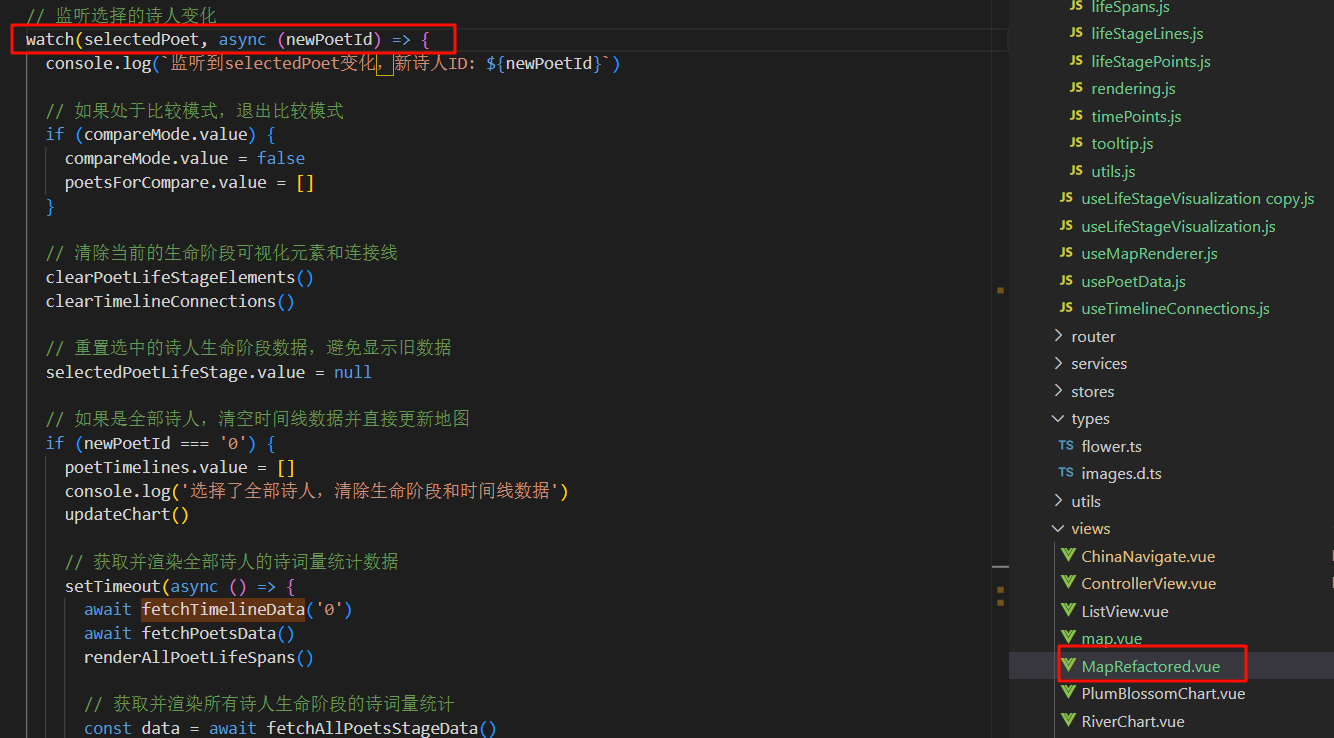 // 监听选择的诗人变化
watch(selectedPoet, async (newPoetId) => {
console.log(`监听到selectedPoet变化，新诗人ID: ${newPoetId}`)
// 如果处于比较模式，退出比较模式
if (compareMode.value) {
compareMode.value = false
poetsForCompare.value = []
}
// 清除当前的生命阶段可视化元素和连接线
clearPoetLifeStageElements()
clearTimelineConnections()
// 重置选中的诗人生命阶段数据，避免显示旧数据
selectedPoetLifeStage.value = null
// 如果是全部诗人，清空时间线数据并直接更新地图
if (newPoetId === '0') {
poetTimelines.value = []
console.log('选择了全部诗人，清除生命阶段和时间线数据')
updateChart()
// 获取并渲染全部诗人的诗词量统计数据
setTimeout(async () => {
await fetchTimelineData('0')
await fetchPoetsData()
renderAllPoetLifeSpans()
// 获取并渲染所有诗人生命阶段的诗词量统计
const data = await fetchAllPoetsStageData()
JS lifeSpans.js
JS lifeStageLines.js
JS lifeStagePoints.js
JS rendering.js
JS timePoints.js
JS tooltip.js
JS utils.js
JS useLifeStageVisualization copy.js
JS useLifeStageVisualization.js
JS useMapRenderer.js
JS usePoetData.js
JS useTimelineConnections.js
router
services
stores
types
TS flower.ts
TS images.d.ts
utils
views
ChinaNavigate.vue
ControllerView.vue
ListView.vue
map.vue
MapRefactored.vue
PlumBlossomChart.vue
RiverChart.vue